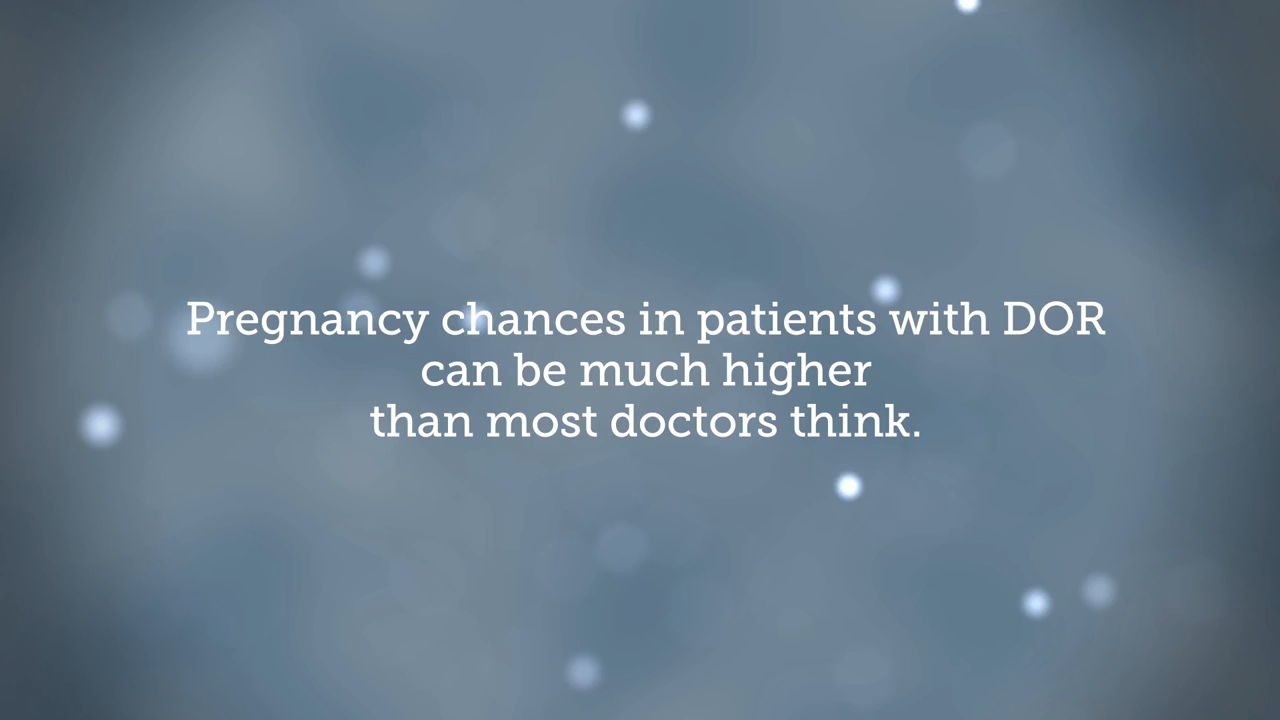 Pregnancy chances in patients with DOR
can be much higher
than most doctors think.